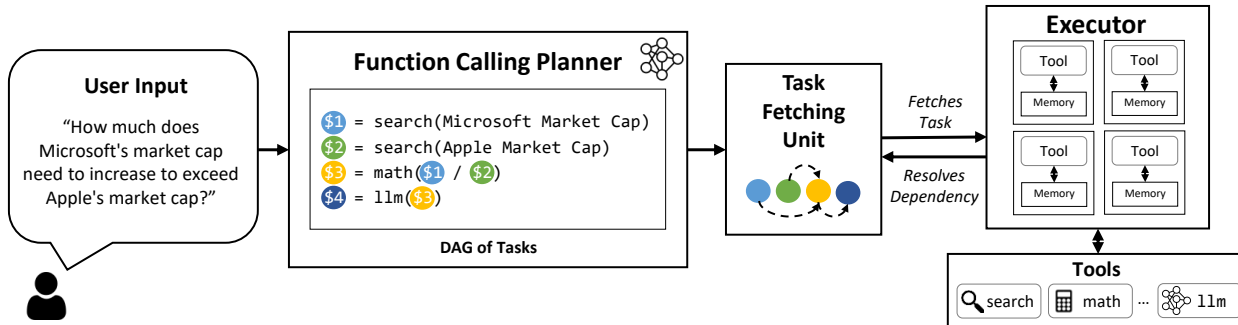 User Input
“How much does
Microsoft's market cap
need to increase to exceed
Apple's market cap?”
Function Calling Planner
$1 = search(Microsoft Market Cap)
$2 = search(Apple Market Cap)
$3 = math($1 / $2)
$4 = llm($3)
DAG of Tasks
Task
Fetching
Unit
Fetches
Task
Resolves
Dependency
Executor
Tool
Memory
Tool
Memory
Tool
Memory
Tool
Memory
Tools
search
math
...
llm